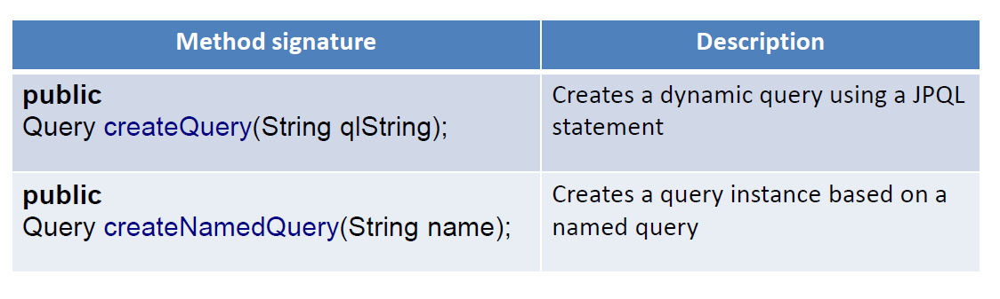 Method signature
Description
public
Query createQuery(String qlString);
Creates a dynamic query using a JPQL
statement
public
Query createNamedQuery(String name);
Creates a query instance based on a
named query